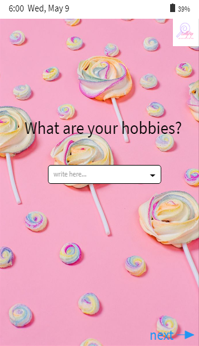 6:00 Wed, May 9
39%
What are your hobbies?
write here...
next